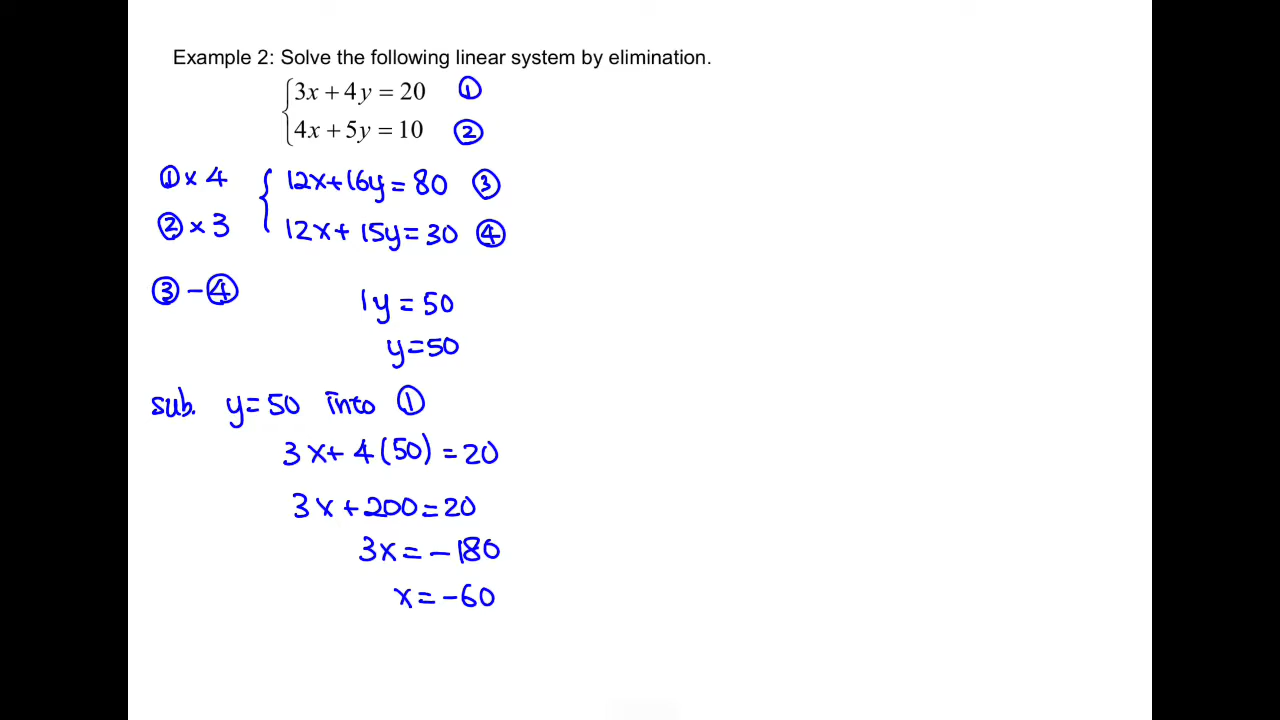 Example 2: Solve the following linear system by elimination.
3x + 4y = 20 ①
4x + 5y = 10 ②
① × 4 12x + 16y = 80 ③
② × 3 12x + 15y = 30 ④
③ - ④ 1y = 50
y = 50
sub. y = 50 into ①
3x + 4(50) = 20
3x + 200 = 20
3x = -180
x = -60